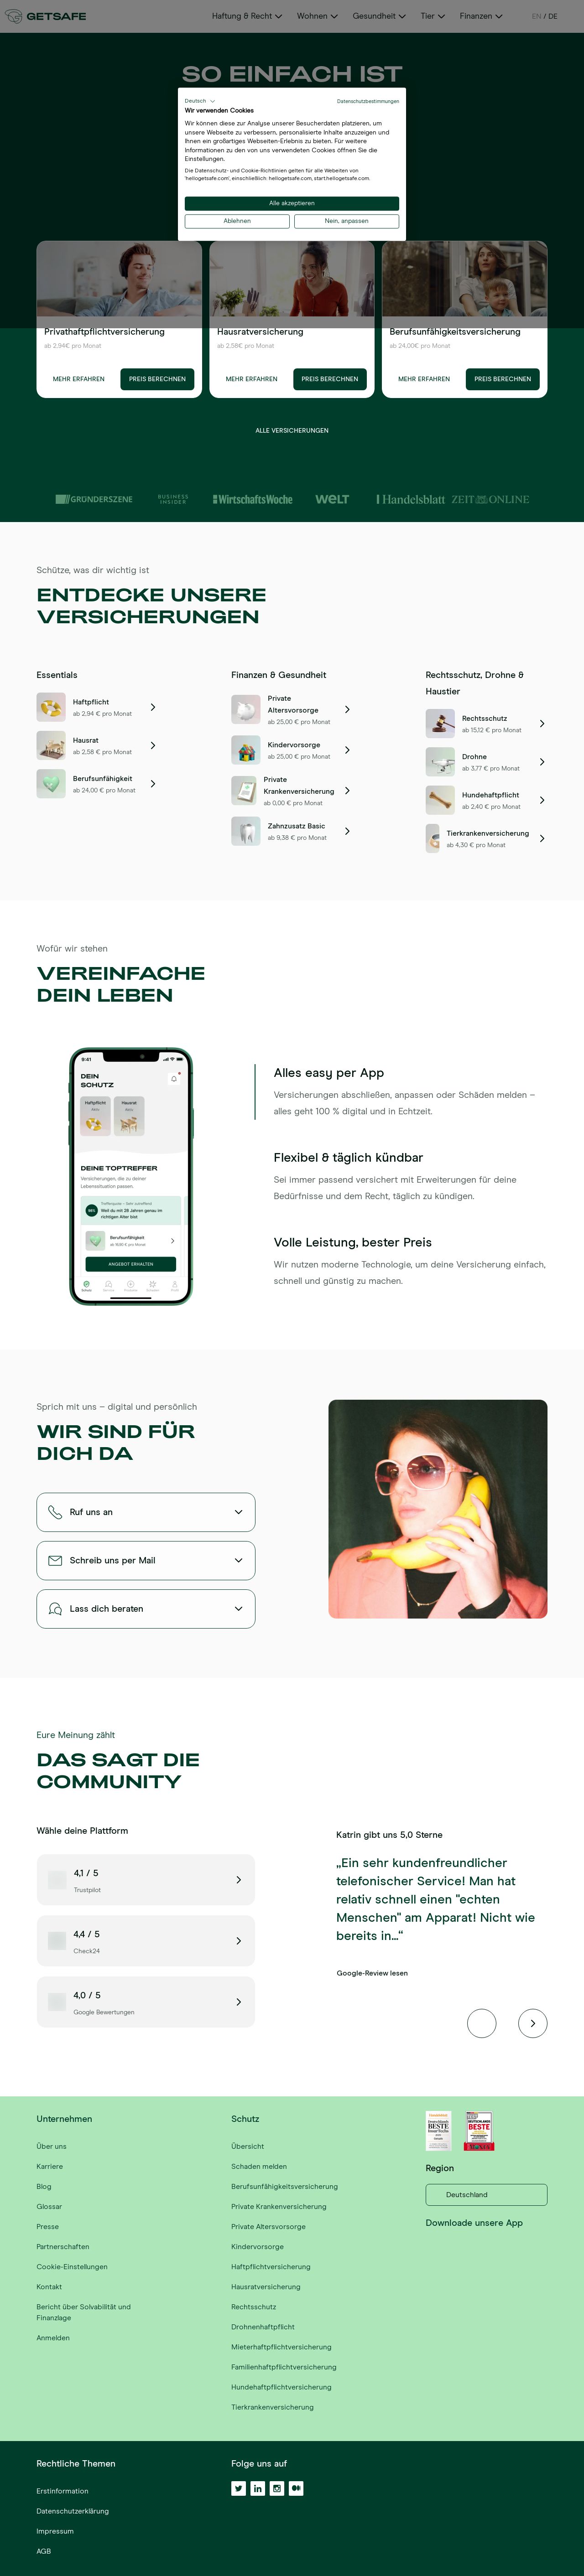 GETSAFE
Haftung & Recht
Wohnen
Gesundheit
Tier
Finanzen
EN / DE
SO EINFACH IST
Deutsch
Datenschutzbestimmungen
Wir verwenden Cookies
Wir können diese zur Analyse unserer Besucherdaten platzieren, um
unsere Webseite zu verbessern, personalisierte Inhalte anzuzeigen und
Ihnen ein großartiges Webseiten-Erlebnis zu bieten. Für weitere
Informationen zu den von uns verwendeten Cookies öffnen Sie die
Einstellungen.
Die Datenschutz- und Cookie-Richtlinien gelten für alle Webseiten von
'hellogetsafe.com', einschließlich: hellogetsafe.com, start.hellogetsafe.com.
Alle akzeptieren
Ablehnen
Nein, anpassen
Privathaftpflichtversicherung
ab 2,94€ pro Monat
MEHR ERFAHREN
PREIS BERECHNEN
Hausratversicherung
ab 2,58€ pro Monat
MEHR ERFAHREN
PREIS BERECHNEN
Berufsunfähigkeitsversicherung
ab 24,00€ pro Monat
MEHR ERFAHREN
PREIS BERECHNEN
ALLE VERSICHERUNGEN
GRÜNDERSZENE
BUSINESS
INSIDER
WirtschaftsWoche
WELT
Handelsblatt
ZEIT ONLINE
Schütze, was dir wichtig ist
ENTDECKE UNSERE
VERSICHERUNGEN
Essentials
Haftpflicht
ab 2,94 € pro Monat
Hausrat
ab 2,58 € pro Monat
Berufsunfähigkeit
ab 24,00 € pro Monat
Finanzen & Gesundheit
Private
Altersvorsorge
ab 25,00 € pro Monat
Kindervorsorge
ab 25,00 € pro Monat
Private
Krankenversicherung
ab 0,00 € pro Monat
Zahnzusatz Basic
ab 9,38 € pro Monat
Rechtsschutz, Drohne &
Haustier
Rechtsschutz
ab 15,12 € pro Monat
Drohne
ab 3,77 € pro Monat
Hundehaftpflicht
ab 2,40 € pro Monat
Tierkrankenversicherung
ab 4,30 € pro Monat
Wofür wir stehen
VEREINFACHE
DEIN LEBEN
9:41
DEIN
SCHUTZ
Haftpflicht
Aktiv
Hausrat
Aktiv
DEINE TOPTREFFER
Versicherungen, die zu deiner
Lebenssituation passen.
98%
Treffergüte – Sehr zutreffend
Weil du mit 28 Jahren genau im
richtigen Alter bist
Berufsunfähigkeit
ANGEBOT ERHALTEN
Schutz
Alles easy per App
Versicherungen abschließen, anpassen oder Schäden melden –
alles geht 100 % digital und in Echtzeit.
Flexibel & täglich kündbar
Sei immer passend versichert mit Erweiterungen für deine
Bedürfnisse und dem Recht, täglich zu kündigen.
Volle Leistung, bester Preis
Wir nutzen moderne Technologie, um deine Versicherung einfach,
schnell und günstig zu machen.
Sprich mit uns – digital und persönlich
WIR SIND FÜR
DICH DA
Ruf uns an
Schreib uns per Mail
Lass dich beraten
Eure Meinung zählt
DAS SAGT DIE
COMMUNITY
Wähle deine Plattform
4,1 / 5
Trustpilot
4,4 / 5
Check24
4,0 / 5
Google Bewertungen
Katrin gibt uns 5,0 Sterne
„Ein sehr kundenfreundlicher
telefonischer Service! Man hat
relativ schnell einen "echten
Menschen" am Apparat! Nicht wie
bereits in...“
Google-Review lesen
Unternehmen
Über uns
Karriere
Blog
Glossar
Presse
Partnerschaften
Cookie-Einstellungen
Kontakt
Bericht über Solvabilität und
Finanzlage
Anmelden
Schutz
Übersicht
Schaden melden
Berufsunfähigkeitsversicherung
Private Krankenversicherung
Private Altersvorsorge
Kindervorsorge
Haftpflichtversicherung
Hausratversicherung
Rechtsschutz
Drohnenhaftpflicht
Mieterhaftpflichtversicherung
Familienhaftpflichtversicherung
Hundehaftpflichtversicherung
Tierkrankenversicherung
BESTE
BESTE
Region
Deutschland
Downloade unsere App
Rechtliche Themen
Erstinformation
Datenschutzerklärung
Impressum
AGB
Folge uns auf